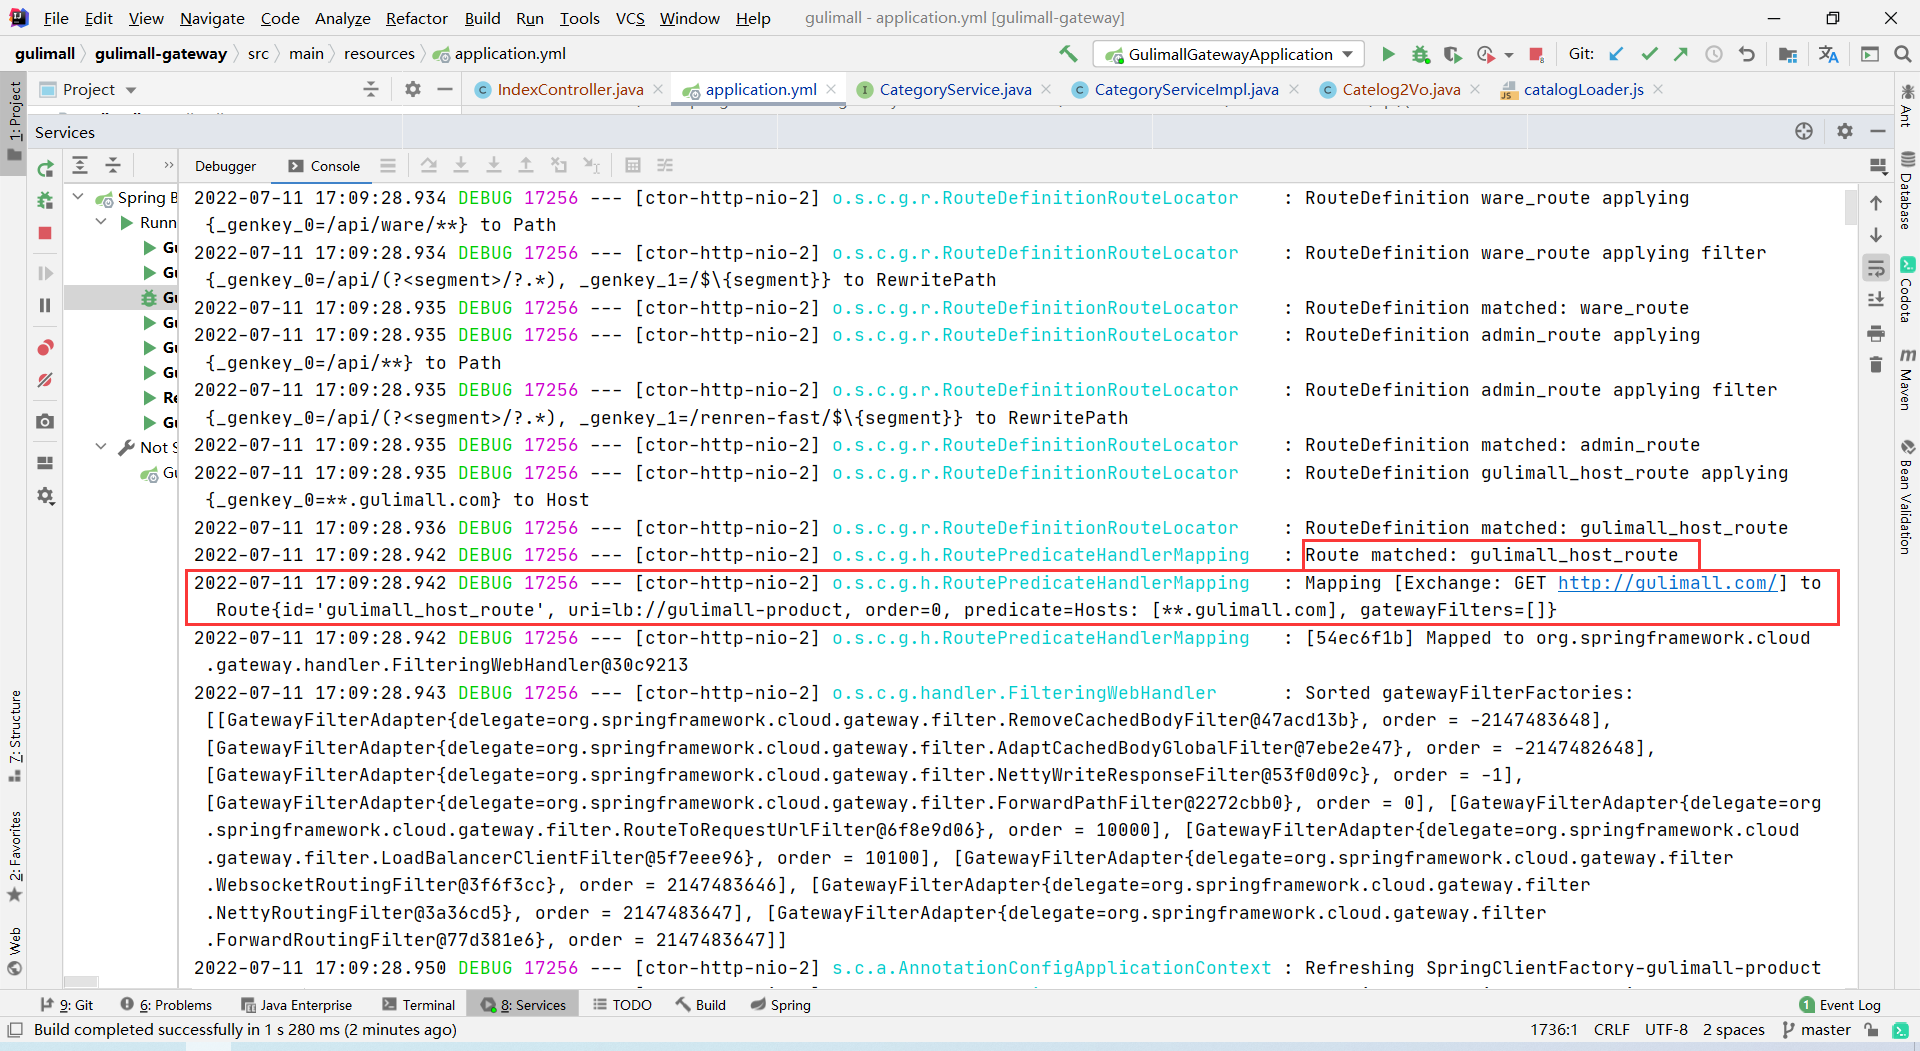 File Edit View Navigate Code Analyze Refactor Build Run Tools VCS Window Help gulimall - application.yml [gulimall-gateway]
gulimall gulimall-gateway src main resources application.yml GulimallGatewayApplication Git:
Project IndexController.java application.yml CategoryService.java CategoryServiceImpl.java Catelog2Vo.java catalogLoader.js
Services
Debugger Console
1: Project
7: Structure
2: Favorites
Web
Spring B
Runn
Gu
Gu
Gu
Gu
Gu
Gu
Re
Gu
Not S
Gu
2022-07-11 17:09:28.934 DEBUG 17256 --- [ctor-http-nio-2] o.s.c.g.r.RouteDefinitionRouteLocator : RouteDefinition ware_route applying
{_genkey_0=/api/ware/**} to Path
2022-07-11 17:09:28.934 DEBUG 17256 --- [ctor-http-nio-2] o.s.c.g.r.RouteDefinitionRouteLocator : RouteDefinition ware_route applying filter
{_genkey_0=/api/(?<segment>/?.*), _genkey_1=/$\{segment}} to RewritePath
2022-07-11 17:09:28.935 DEBUG 17256 --- [ctor-http-nio-2] o.s.c.g.r.RouteDefinitionRouteLocator : RouteDefinition matched: ware_route
2022-07-11 17:09:28.935 DEBUG 17256 --- [ctor-http-nio-2] o.s.c.g.r.RouteDefinitionRouteLocator : RouteDefinition admin_route applying
{_genkey_0=/api/**} to Path
2022-07-11 17:09:28.935 DEBUG 17256 --- [ctor-http-nio-2] o.s.c.g.r.RouteDefinitionRouteLocator : RouteDefinition admin_route applying filter
{_genkey_0=/api/(?<segment>/?.*), _genkey_1=/renren-fast/$\{segment}} to RewritePath
2022-07-11 17:09:28.935 DEBUG 17256 --- [ctor-http-nio-2] o.s.c.g.r.RouteDefinitionRouteLocator : RouteDefinition matched: admin_route
2022-07-11 17:09:28.935 DEBUG 17256 --- [ctor-http-nio-2] o.s.c.g.r.RouteDefinitionRouteLocator : RouteDefinition gulimall_host_route applying
{_genkey_0=**.gulimall.com} to Host
2022-07-11 17:09:28.936 DEBUG 17256 --- [ctor-http-nio-2] o.s.c.g.r.RouteDefinitionRouteLocator : RouteDefinition matched: gulimall_host_route
2022-07-11 17:09:28.942 DEBUG 17256 --- [ctor-http-nio-2] o.s.c.g.h.RoutePredicateHandlerMapping : Route matched: gulimall_host_route
2022-07-11 17:09:28.942 DEBUG 17256 --- [ctor-http-nio-2] o.s.c.g.h.RoutePredicateHandlerMapping : Mapping [Exchange: GET http://gulimall.com/] to
Route{id='gulimall_host_route', uri=lb://gulimall-product, order=0, predicate=Hosts: [**.gulimall.com], gatewayFilters=[]}
2022-07-11 17:09:28.942 DEBUG 17256 --- [ctor-http-nio-2] o.s.c.g.h.RoutePredicateHandlerMapping : [54ec6f1b] Mapped to org.springframework.cloud
.gateway.handler.FilteringWebHandler@30c9213
2022-07-11 17:09:28.943 DEBUG 17256 --- [ctor-http-nio-2] o.s.c.g.handler.FilteringWebHandler : Sorted gatewayFilterFactories:
[[GatewayFilterAdapter{delegate=org.springframework.cloud.gateway.filter.RemoveCachedBodyFilter@47acd13b}, order = -2147483648],
[GatewayFilterAdapter{delegate=org.springframework.cloud.gateway.filter.AdaptCachedBodyGlobalFilter@7ebe2e47}, order = -2147482648],
[GatewayFilterAdapter{delegate=org.springframework.cloud.gateway.filter.NettyWriteResponseFilter@53f0d09c}, order = -1],
[GatewayFilterAdapter{delegate=org.springframework.cloud.gateway.filter.ForwardPathFilter@2272cbb0}, order = 0], [GatewayFilterAdapter{delegate=org
.springframework.cloud.gateway.filter.RouteToRequestUrlFilter@6f8e9d06}, order = 10000], [GatewayFilterAdapter{delegate=org.springframework.cloud
.gateway.filter.LoadBalancerClientFilter@5f7eee96}, order = 10100], [GatewayFilterAdapter{delegate=org.springframework.cloud.gateway.filter
.WebsocketRoutingFilter@3f6f3cc}, order = 2147483646], [GatewayFilterAdapter{delegate=org.springframework.cloud.gateway.filter
.NettyRoutingFilter@3a36cd5}, order = 2147483647], [GatewayFilterAdapter{delegate=org.springframework.cloud.gateway.filter
.ForwardRoutingFilter@77d381e6}, order = 2147483647]]
2022-07-11 17:09:28.950 DEBUG 17256 --- [ctor-http-nio-2] s.c.a.AnnotationConfigApplicationContext : Refreshing SpringClientFactory-gulimall-product
Ant
Database
Codota
Maven
Bean Validation
9: Git 6: Problems Java Enterprise Terminal 8: Services TODO Build Spring 1 Event Log
Build completed successfully in 1 s 280 ms (2 minutes ago) 1736:1 CRLF UTF-8 2 spaces master